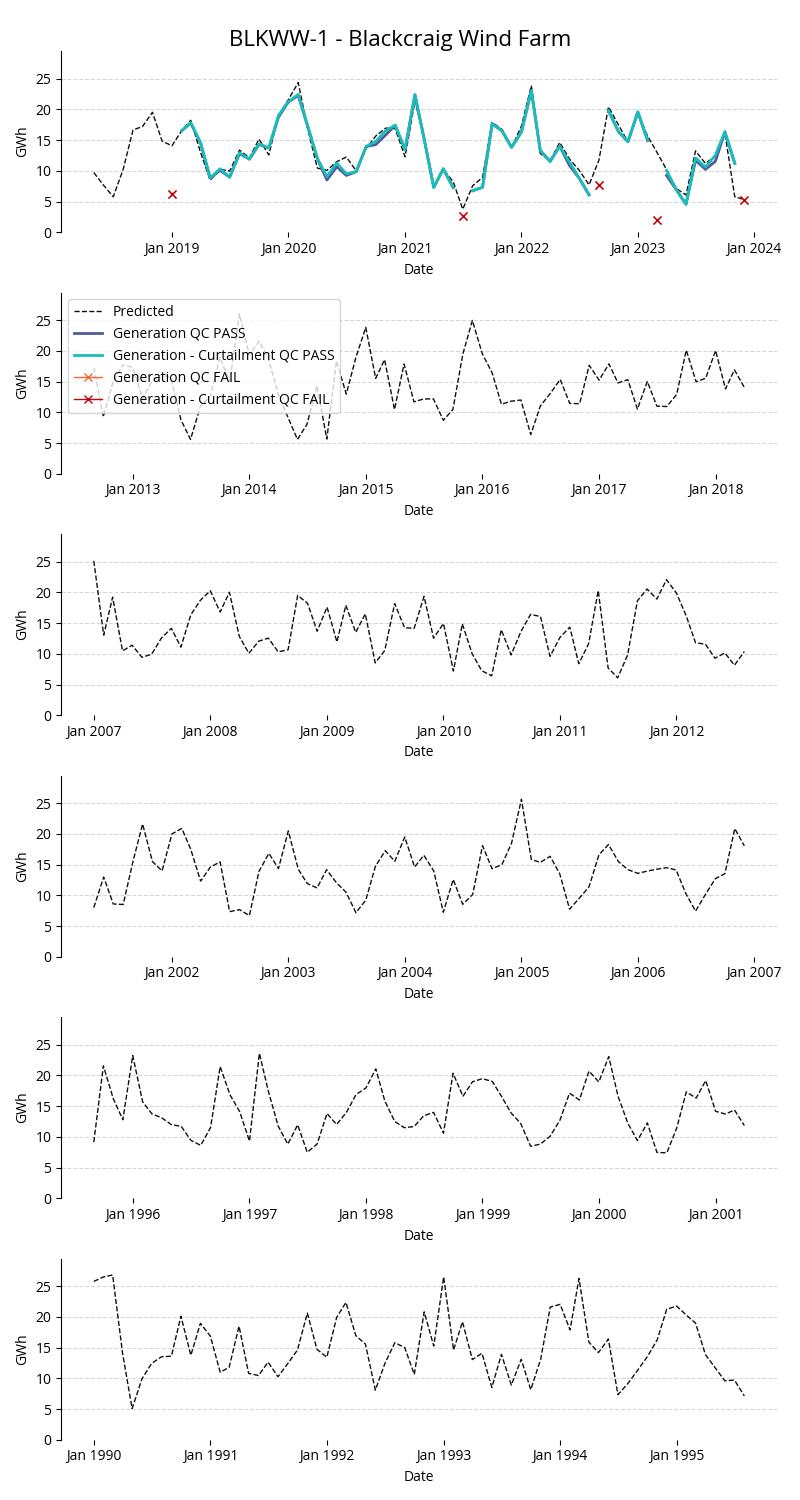 BLKWW-1 - Blackcraig Wind Farm
25
20
15
10
5
0
GWh
Jan 2019 Jan 2020 Jan 2021 Jan 2022 Jan 2023 Jan 2024
Date
25
20
15
10
5
0
GWh
Predicted
Generation QC PASS
Generation - Curtailment QC PASS
Generation QC FAIL
Generation - Curtailment QC FAIL
Jan 2013 Jan 2014 Jan 2015 Jan 2016 Jan 2017 Jan 2018
Date
25
20
15
10
5
0
GWh
Jan 2007 Jan 2008 Jan 2009 Jan 2010 Jan 2011 Jan 2012
Date
25
20
15
10
5
0
GWh
Jan 2002 Jan 2003 Jan 2004 Jan 2005 Jan 2006 Jan 2007
Date
25
20
15
10
5
0
GWh
Jan 1996 Jan 1997 Jan 1998 Jan 1999 Jan 2000 Jan 2001
Date
25
20
15
10
5
0
GWh
Jan 1990 Jan 1991 Jan 1992 Jan 1993 Jan 1994 Jan 1995
Date